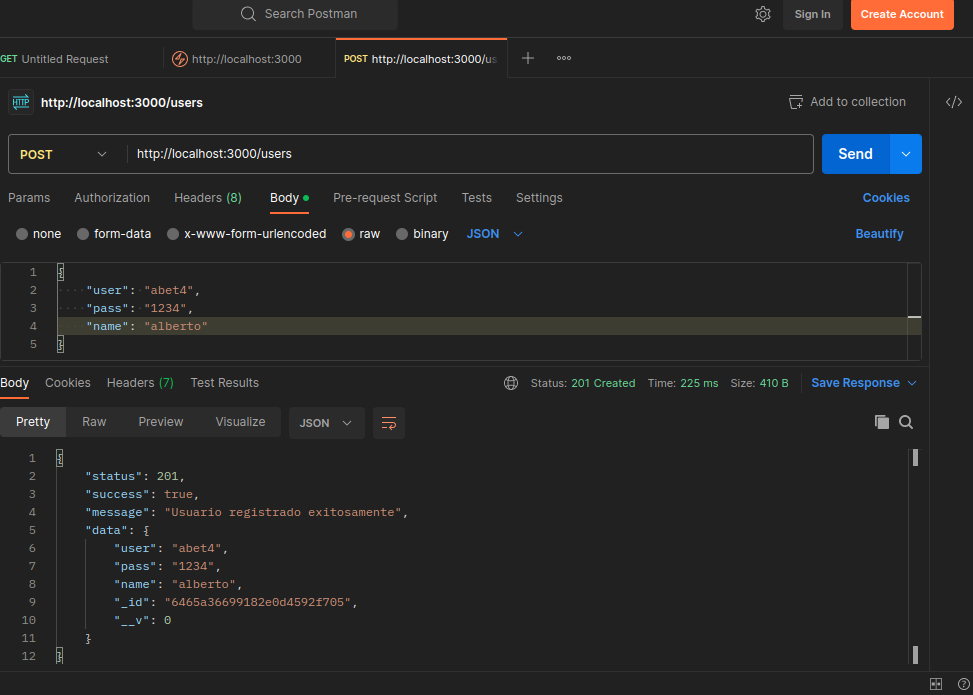 Search Postman
Sign In
Create Account
GET Untitled Request
http://localhost:3000
POST http://localhost:3000/us
HTTP http://localhost:3000/users
Add to collection
POST
http://localhost:3000/users
Send
Params Authorization Headers (8) Body Pre-request Script Tests Settings Cookies
none form-data x-www-form-urlencoded raw binary JSON Beautify
1 {
2 "user": "abet4",
3 "pass": "1234",
4 "name": "alberto"
5 }
Body Cookies Headers (7) Test Results Status: 201 Created Time: 225 ms Size: 410 B Save Response
Pretty Raw Preview Visualize JSON
1 {
2 "status": 201,
3 "success": true,
4 "message": "Usuario registrado exitosamente",
5 "data": {
6 "user": "abet4",
7 "pass": "1234",
8 "name": "alberto",
9 "_id": "6465a36699182e0d4592f705",
10 "__v": 0
11 }
12 }